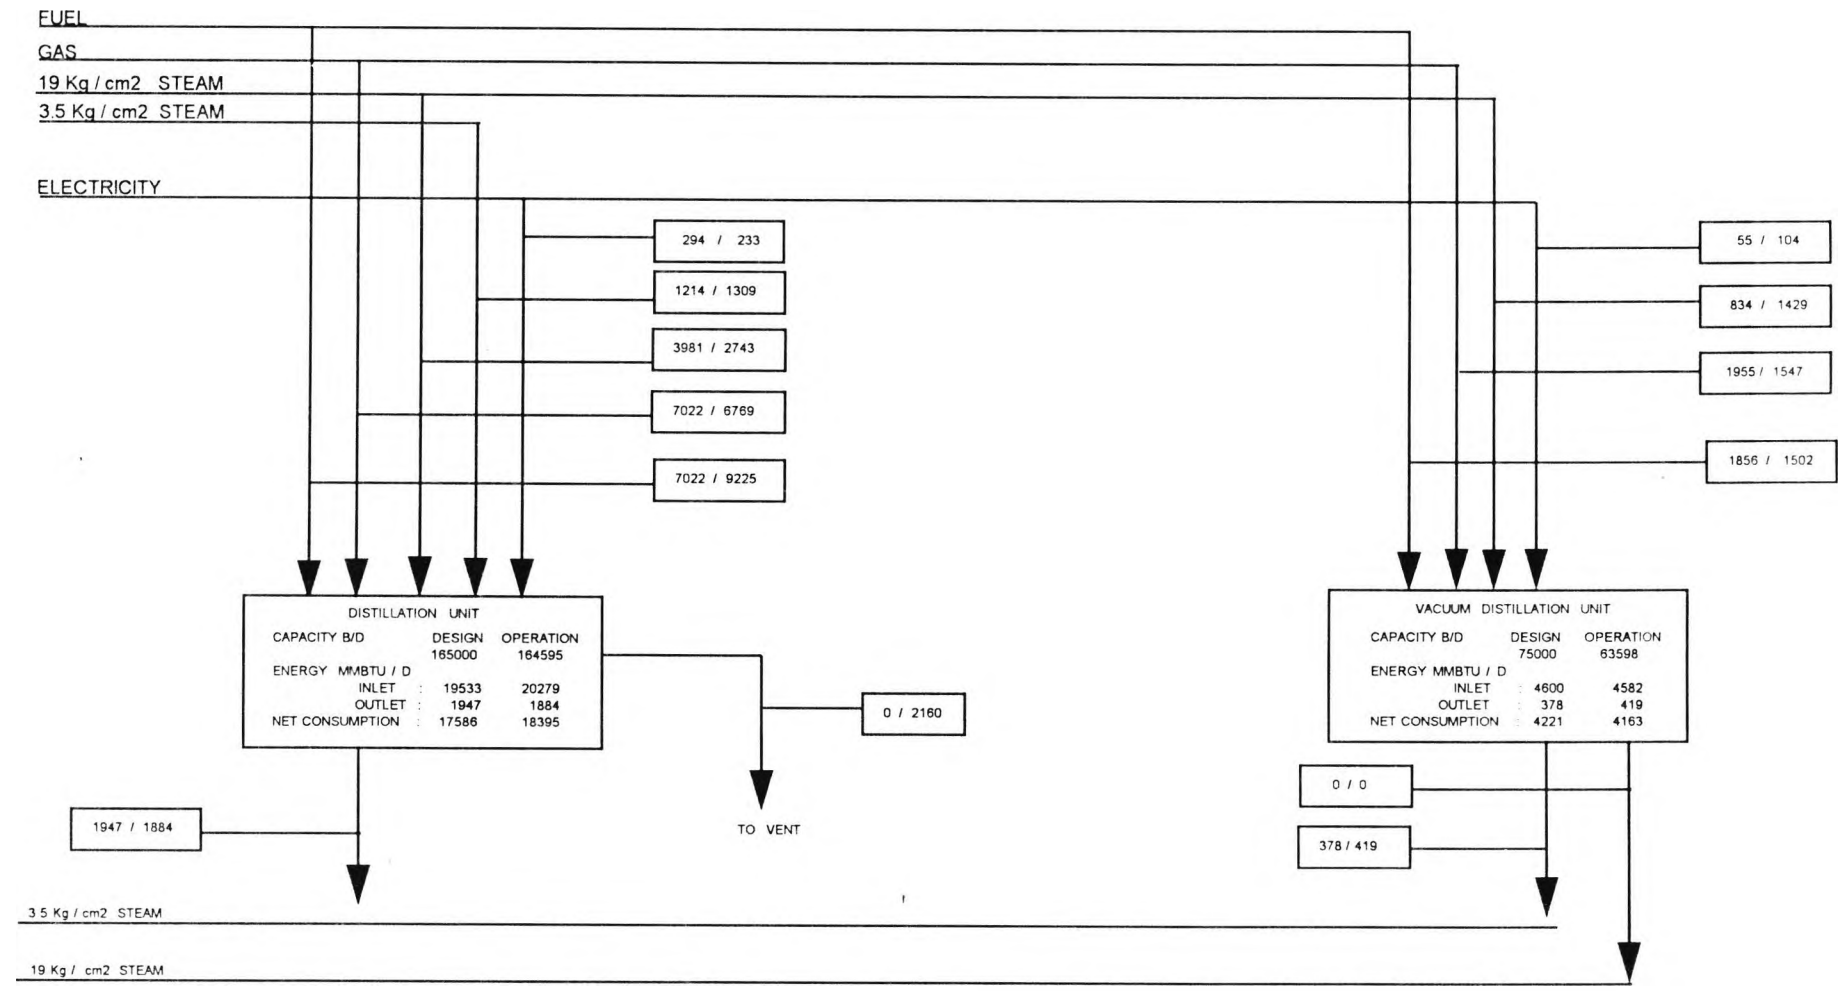 FUEL
GAS
19 Kg / cm2 STEAM
3.5 Kg / cm2 STEAM
ELECTRICITY
294 / 233
1214 / 1309
3981 / 2743
7022 / 6769
7022 / 9225
55 / 104
834 / 1429
1955 / 1547
1856 / 1502
DISTILLATION UNIT
CAPACITY B/D DESIGN OPERATION
165000 164595
ENERGY MMBTU / D
INLET : 19533 20279
OUTLET : 1947 1884
NET CONSUMPTION : 17586 18395
VACUUM DISTILLATION UNIT
CAPACITY B/D DESIGN OPERATION
75000 63598
ENERGY MMBTU / D
INLET : 4600 4582
OUTLET : 378 419
NET CONSUMPTION : 4221 4163
0 / 2160
TO VENT
1947 / 1884
0 / 0
378 / 419
3 5 Kg / cm2 STEAM
19 Kg / cm2 STEAM